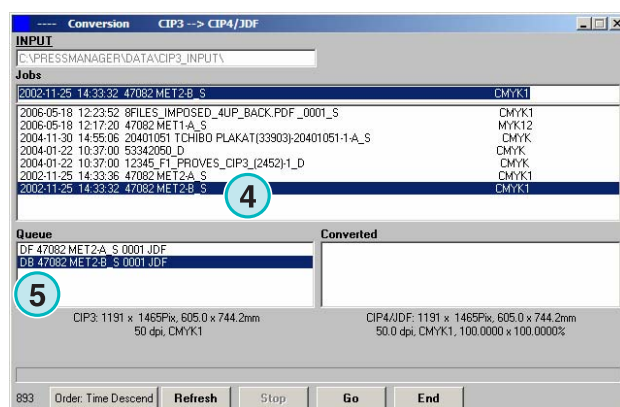 ---- Conversion CIP3 --> CIP4/JDF
INPUT
C:\PRESSMANAGER\DATA\CIP3_INPUT\
Jobs
2002-11-25 14:33:32 47082 MET2-B_S CMYK1
2006-05-18 12:23:52 8FILES_IMPOSED_4UP_BACK.PDF _0001_S CMYK1
2006-05-18 12:17:20 47082 MET1-A_S MYK12
2004-11-30 14:55:06 20401051 TCHIBO PLAKAT(33903)-20401051-1-A_S CMYK
2004-01-22 10:37:00 53342050_D CMYK
2004-01-22 10:37:00 12345_F1_PROVES_CIP3_(2452)-1_D CMYK
2002-11-25 14:33:36 47082 MET2-A_S CMYK1
2002-11-25 14:33:32 47082 MET2-B_S CMYK1
4
Queue Converted
DF 47082 MET2-A_S 0001 JDF
DB 47082 MET2-B_S 0001 JDF
5
CIP3: 1191 x 1465Pix, 605.0 x 744.2mm CIP4/JDF: 1191 x 1465Pix, 605.0 x 744.2mm
50 dpi, CMYK1 50.0 dpi, CMYK1, 100.0000 x 100.0000%
893 Order: Time Descend Refresh Stop Go End